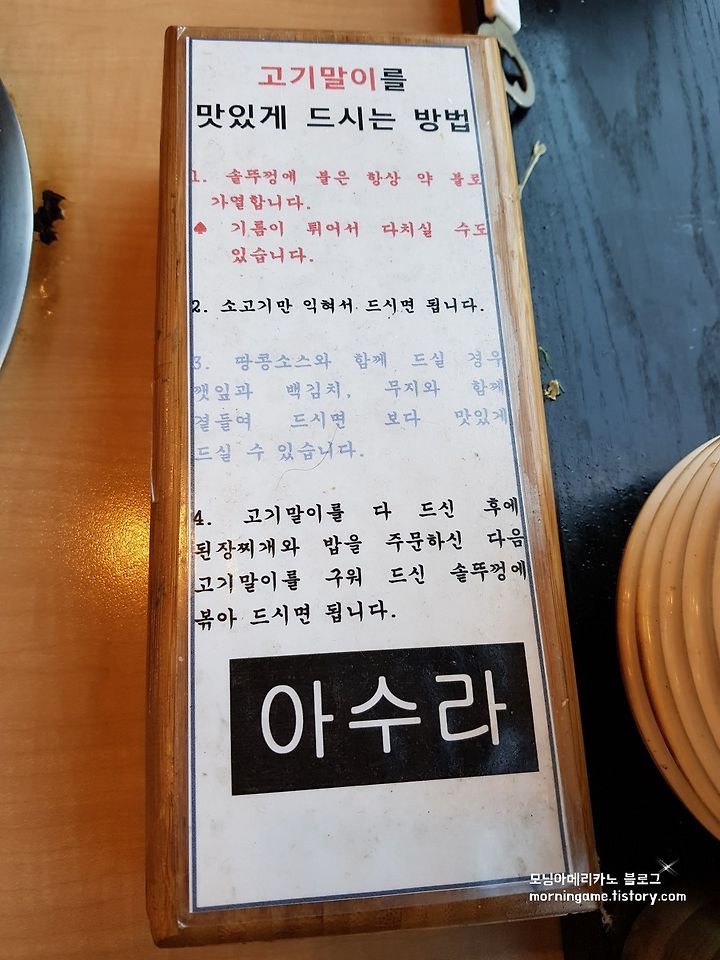 고기말이를
맛있게 드시는 방법
1. 솥뚜껑에 불은 항상 약 불로
가열합니다.
♠ 기름이 튀어서 다치실 수도
있습니다.
2. 소고기만 익혀서 드시면 됩니다.
3. 땅콩소스와 함께 드실 경우
깻잎과 백김치, 무지와 함께
곁들여 드시면 보다 맛있게
드실 수 있습니다.
4. 고기말이를 다 드신 후에
된장찌개와 밥을 주문하신 다음
고기말이를 구워 드신 솥뚜껑에
볶아 드시면 됩니다.
아수라
모닝아메리카노 블로그
morningame.tistory.com